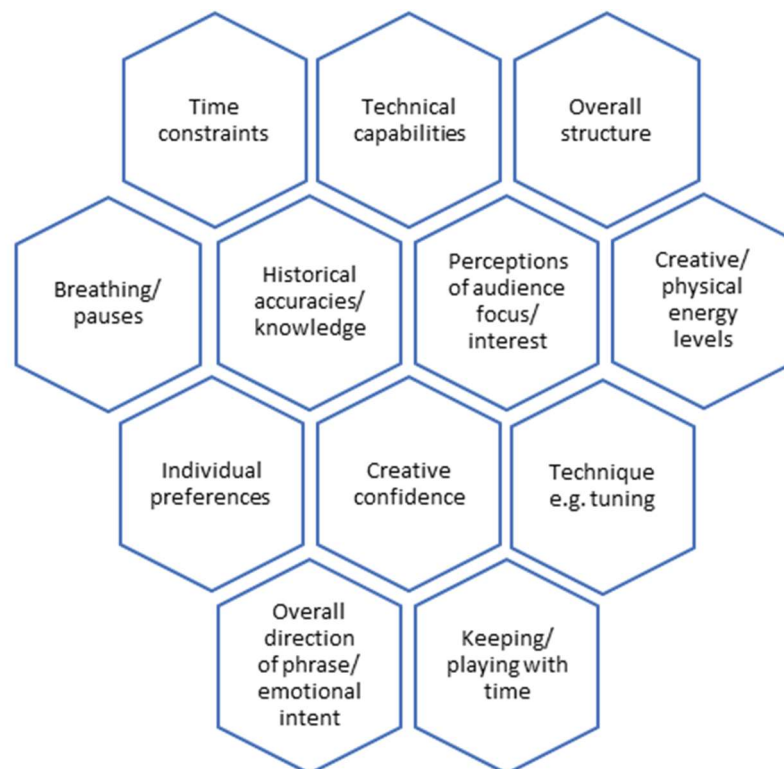 Time
constraints
Technical
capabilities
Overall
structure
Breathing/
pauses
Historical
accuracies/
knowledge
Perceptions
of audience
focus/
interest
Creative/
physical
energy
levels
Individual
preferences
Creative
confidence
Technique
e.g. tuning
Overall
direction
of phrase/
emotional
intent
Keeping/
playing with
time